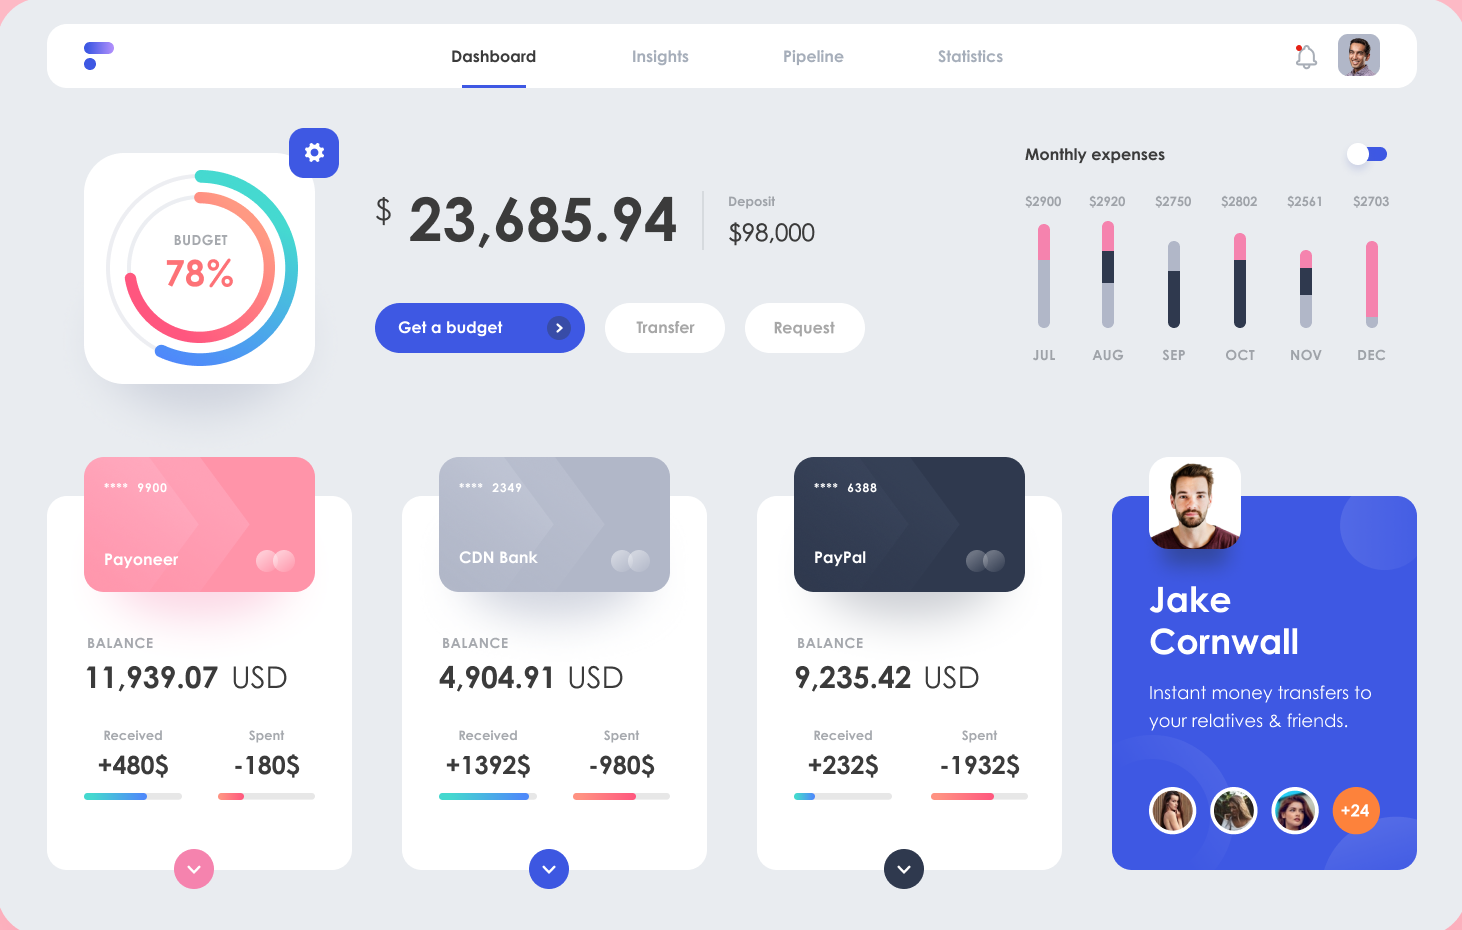 Dashboard
Insights
Pipeline
Statistics
BUDGET
78%
$ 23,685.94
Deposit
$98,000
Get a budget
Transfer
Request
Monthly expenses
$2900 $2920 $2750 $2802 $2561 $2703
JUL AUG SEP OCT NOV DEC
**** 9900
Payoneer
BALANCE
11,939.07 USD
Received Spent
+480$ -180$
**** 2349
CDN Bank
BALANCE
4,904.91 USD
Received Spent
+1392$ -980$
**** 6388
PayPal
BALANCE
9,235.42 USD
Received Spent
+232$ -1932$
Jake
Cornwall
Instant money transfers to
your relatives & friends.
+24